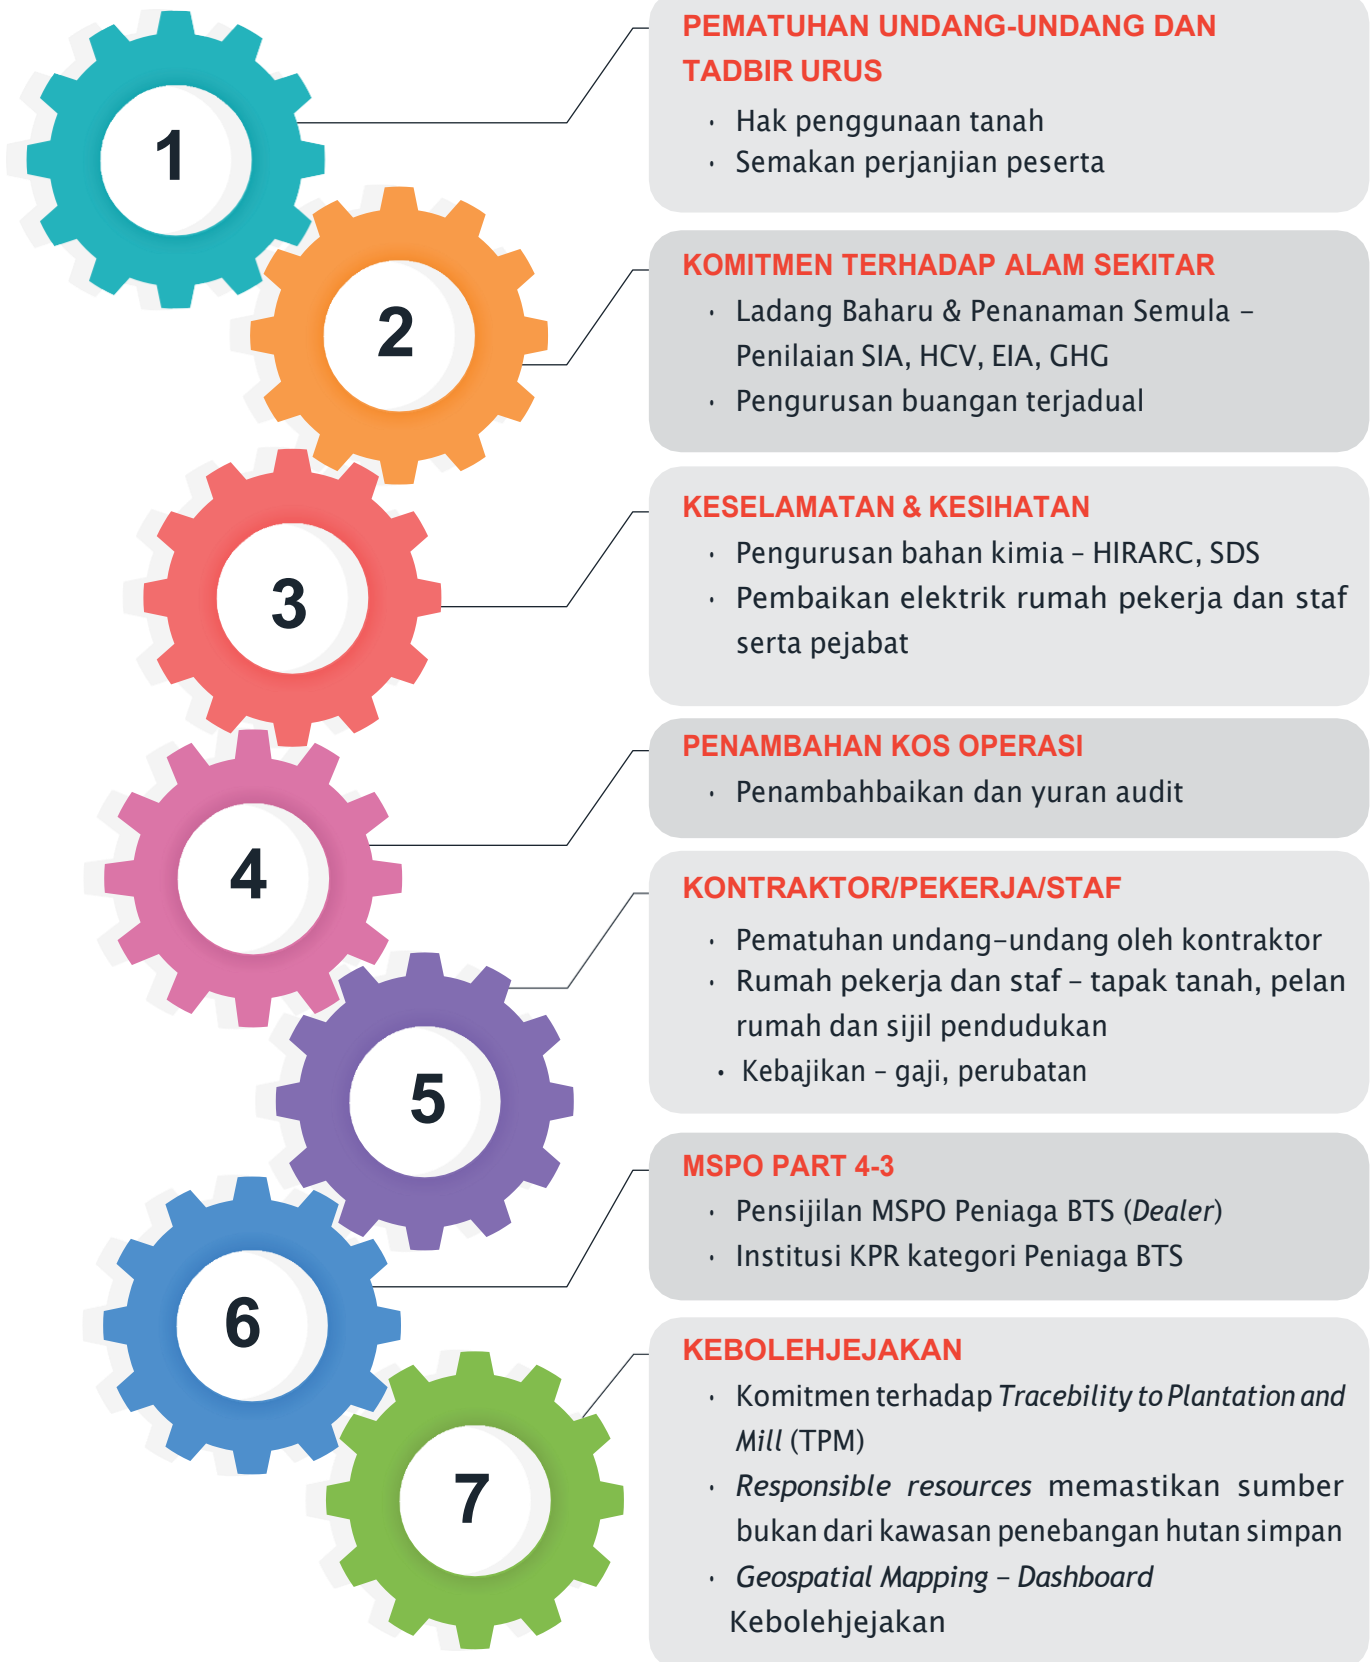 1
PEMATUHAN UNDANG-UNDANG DAN
TADBIR URUS
· Hak penggunaan tanah
· Semakan perjanjian peserta
2
KOMITMEN TERHADAP ALAM SEKITAR
· Ladang Baharu & Penanaman Semula –
Penilaian SIA, HCV, EIA, GHG
· Pengurusan buangan terjadual
3
KESELAMATAN & KESIHATAN
· Pengurusan bahan kimia – HIRARC, SDS
· Pembaikan elektrik rumah pekerja dan staf
serta pejabat
4
PENAMBAHAN KOS OPERASI
· Penambahbaikan dan yuran audit
5
KONTRAKTOR/PEKERJA/STAF
· Pematuhan undang-undang oleh kontraktor
· Rumah pekerja dan staf – tapak tanah, pelan
rumah dan sijil pendudukan
· Kebajikan – gaji, perubatan
6
MSPO PART 4-3
· Pensijilan MSPO Peniaga BTS (Dealer)
· Institusi KPR kategori Peniaga BTS
7
KEBOLEHJEJAKAN
· Komitmen terhadap Tracebility to Plantation and
Mill (TPM)
· Responsible resources memastikan sumber
bukan dari kawasan penebangan hutan simpan
· Geospatial Mapping – Dashboard
Kebolehjejakan